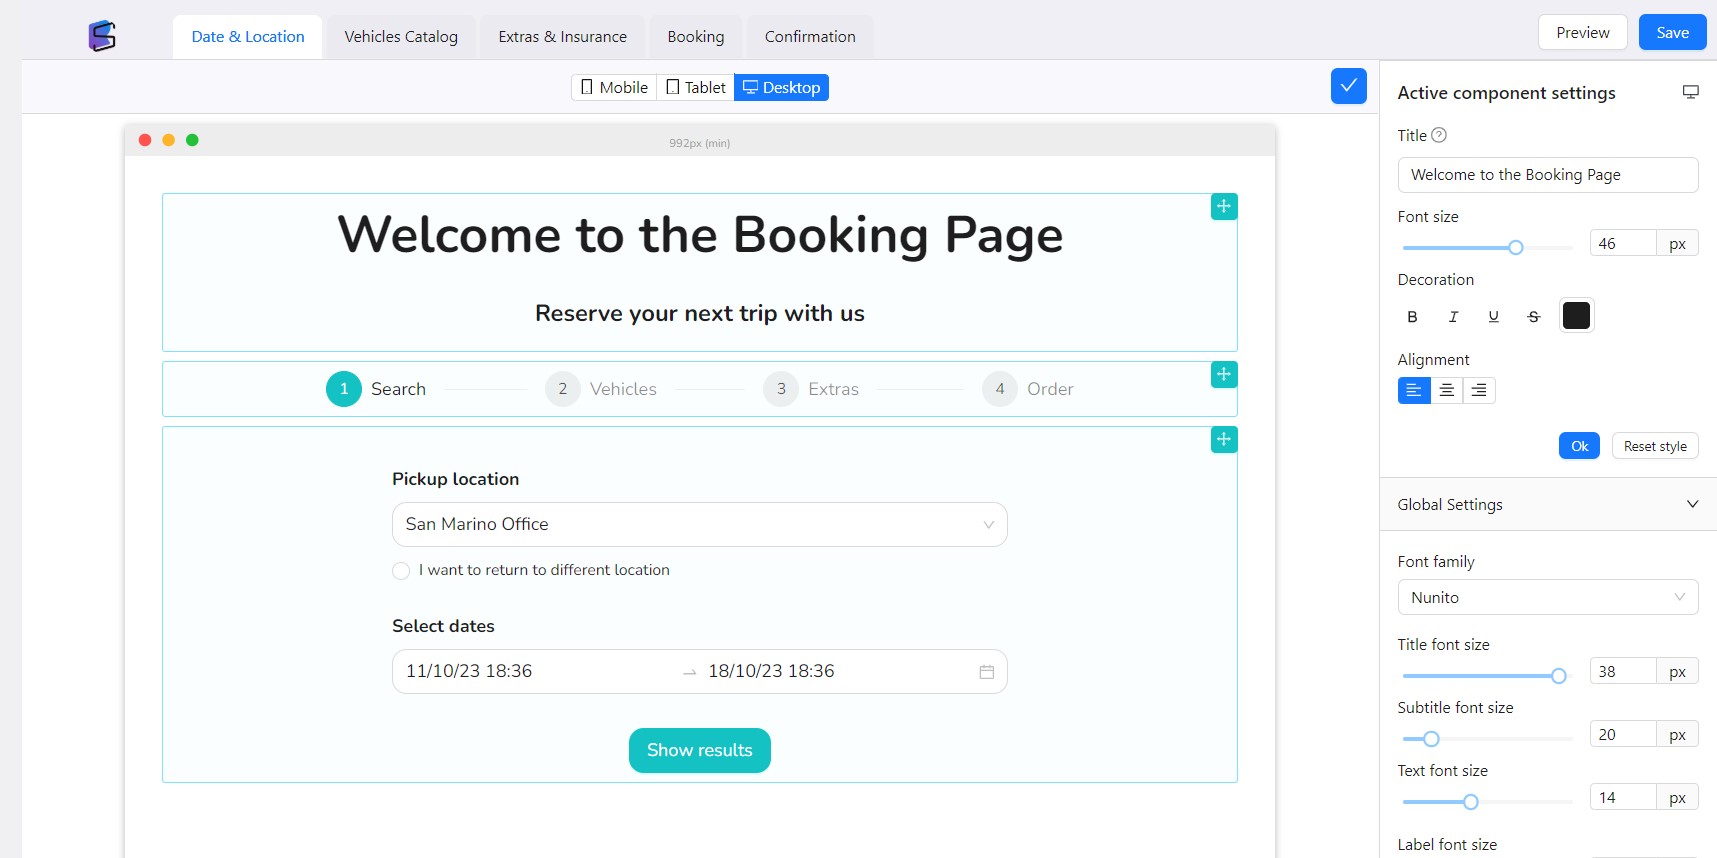 Date & Location
Vehicles Catalog
Extras & Insurance
Booking
Confirmation
Preview
Save
Mobile
Tablet
Desktop
992px (min)
Welcome to the Booking Page
Reserve your next trip with us
1 Search
2 Vehicles
3 Extras
4 Order
Pickup location
San Marino Office
I want to return to different location
Select dates
11/10/23 18:36 → 18/10/23 18:36
Show results
Active component settings
Title ?
Welcome to the Booking Page
Font size
46 px
Decoration
B I U S
Alignment
Ok
Reset style
Global Settings
Font family
Nunito
Title font size
38 px
Subtitle font size
20 px
Text font size
14 px
Label font size